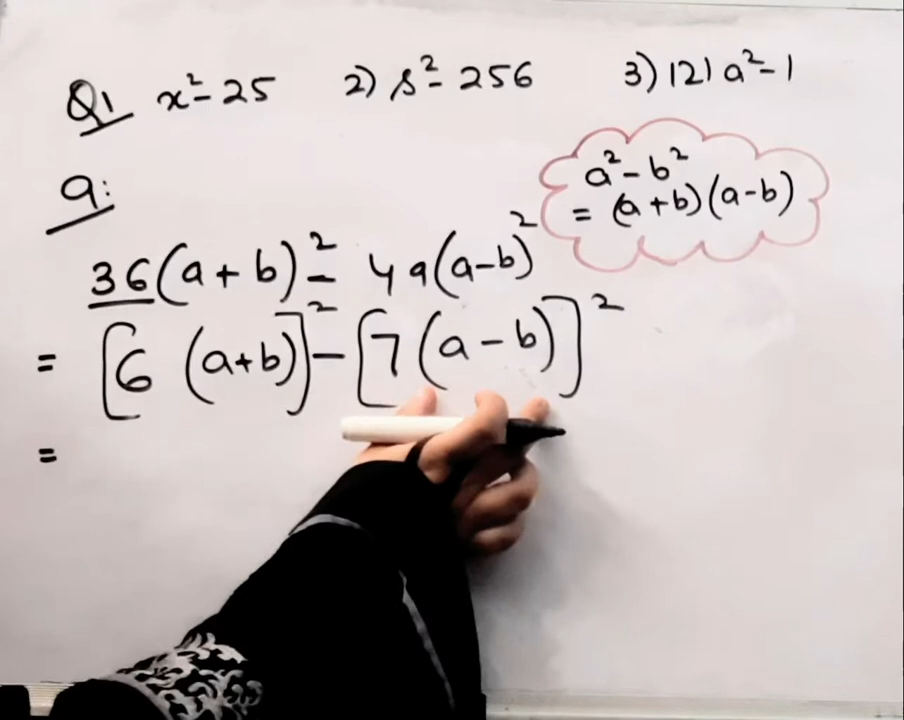 Q1 x² - 25 2) s² - 256 3) 121a² - 1
9:
a² - b²
= (a + b)(a - b)
36(a + b)² - 49(a - b)²
= [6 (a + b)]² - [7 (a - b)]²
=